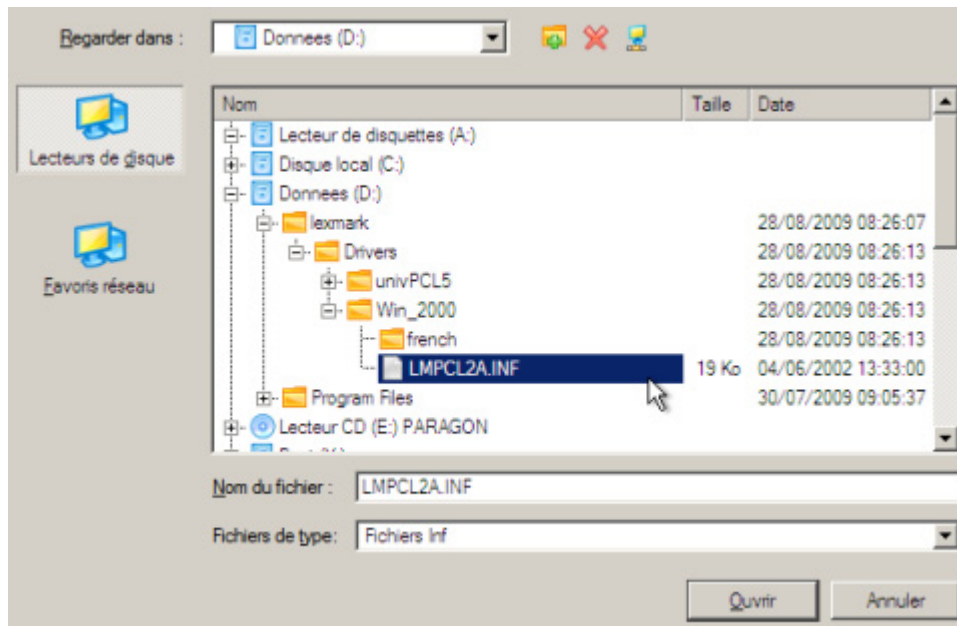 Regarder dans : Donnees (D:)
Nom Taille Date
Lecteur de disquettes (A:)
Disque local (C:)
Donnees (D:)
lexmark 28/08/2009 08:26:07
Drivers 28/08/2009 08:26:13
univPCL5 28/08/2009 08:26:13
Win_2000 28/08/2009 08:26:13
french 28/08/2009 08:26:13
LMPCL2A.INF 19 Ko 04/06/2002 13:33:00
Program Files 30/07/2009 09:05:37
Lecteur CD (E:) PARAGON
Lecteurs de disque
Favoris réseau
Nom du fichier : LMPCL2A.INF
Fichiers de type: Fichiers Inf
Ouvrir Annuler